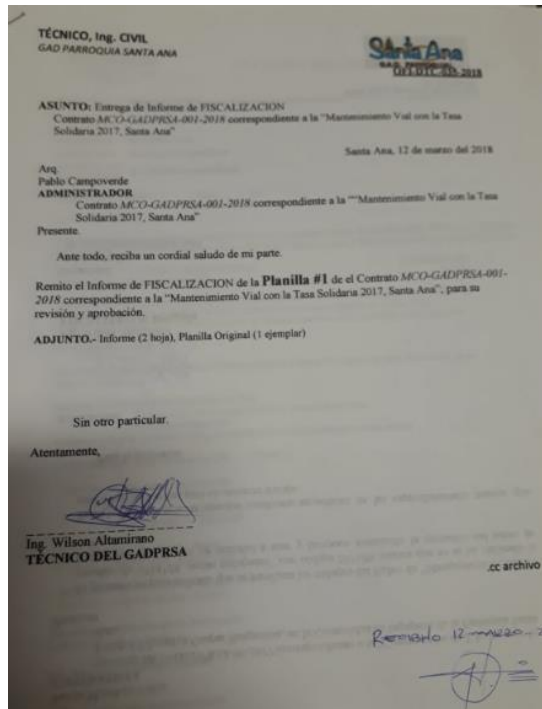 TÉCNICO, Ing. CIVIL
GAD PARROQUIA SANTA ANA
Santa Ana
G.A.D. PARROQUIAL
OFI-DTC-035-2018
ASUNTO: Entrega de Informe de FISCALIZACION
Contrato MCO-GADPRSA-001-2018 correspondiente a la "Mantenimiento Vial con la Tasa
Solidaria 2017, Santa Ana"
Santa Ana, 12 de marzo del 2018
Arq.
Pablo Campoverde
ADMINISTRADOR
Contrato MCO-GADPRSA-001-2018 correspondiente a la ""Mantenimiento Vial con la Tasa
Solidaria 2017, Santa Ana"
Presente.
Ante todo, reciba un cordial saludo de mi parte.
Remito el Informe de FISCALIZACION de la Planilla #1 de el Contrato MCO-GADPRSA-001-
2018 correspondiente a la "Mantenimiento Vial con la Tasa Solidaria 2017, Santa Ana", para su
revisión y aprobación.
ADJUNTO.- Informe (2 hoja), Planilla Original (1 ejemplar)
Sin otro particular.
Atentamente,
Ing. Wilson Altamirano
TÉCNICO DEL GADPRSA
.cc archivo
12 marzo